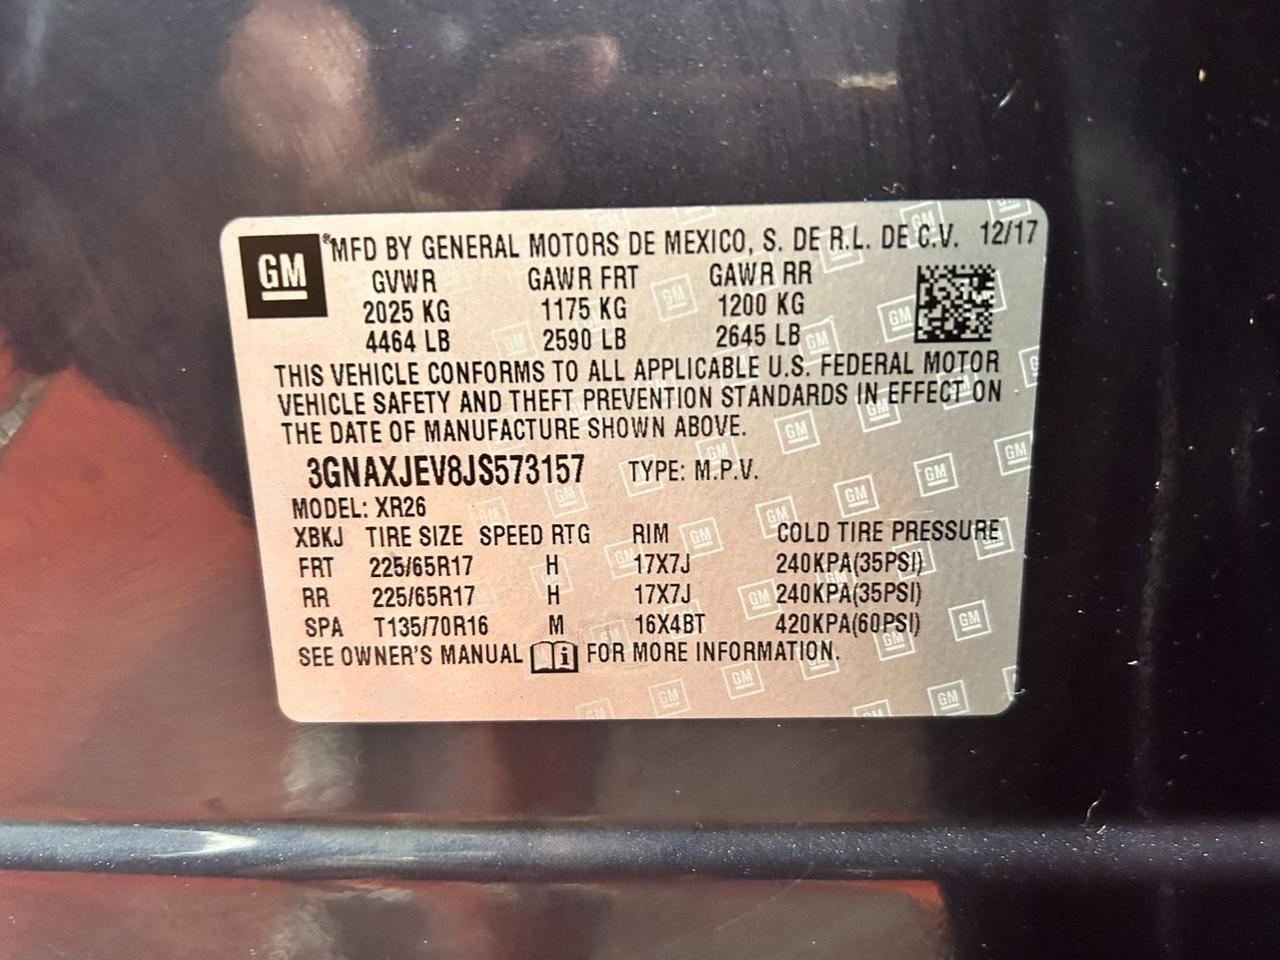 GM ® MFD BY GENERAL MOTORS DE MEXICO, S. DE R.L. DE C.V. 12/17
GVWR GAWR FRT GAWR RR
2025 KG 1175 KG 1200 KG
4464 LB 2590 LB 2645 LB
THIS VEHICLE CONFORMS TO ALL APPLICABLE U.S. FEDERAL MOTOR
VEHICLE SAFETY AND THEFT PREVENTION STANDARDS IN EFFECT ON
THE DATE OF MANUFACTURE SHOWN ABOVE.
3GNAXJEV8JS573157 TYPE: M.P.V.
MODEL: XR26
XBKJ TIRE SIZE SPEED RTG RIM COLD TIRE PRESSURE
FRT 225/65R17 H 17X7J 240KPA(35PSI)
RR 225/65R17 H 17X7J 240KPA(35PSI)
SPA T135/70R16 M 16X4BT 420KPA(60PSI)
SEE OWNER'S MANUAL i FOR MORE INFORMATION.